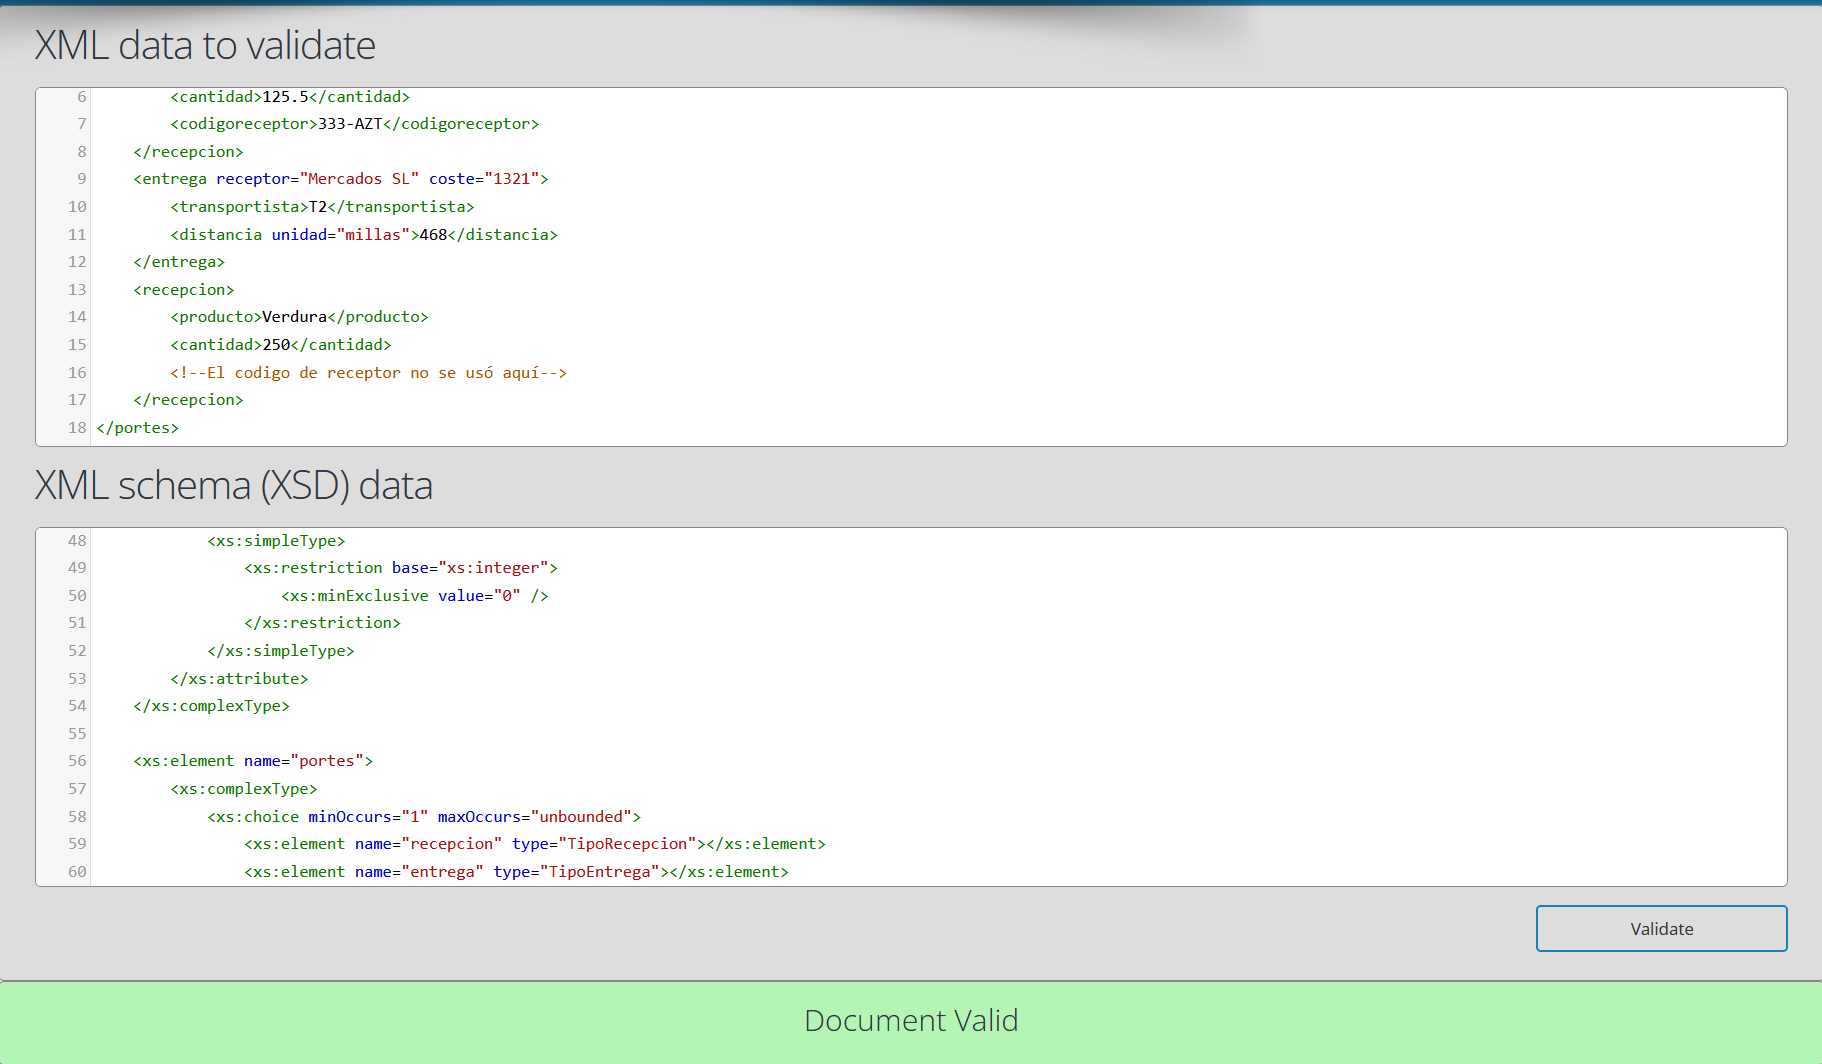 XML data to validate
6 <cantidad>125.5</cantidad>
7 <codigoreceptor>333-AZT</codigoreceptor>
8 </recepcion>
9 <entrega receptor="Mercados SL" coste="1321">
10 <transportista>T2</transportista>
11 <distancia unidad="millas">468</distancia>
12 </entrega>
13 <recepcion>
14 <producto>Verdura</producto>
15 <cantidad>250</cantidad>
16 <!--El codigo de receptor no se usó aquí-->
17 </recepcion>
18 </portes>
XML schema (XSD) data
48 <xs:simpleType>
49 <xs:restriction base="xs:integer">
50 <xs:minExclusive value="0" />
51 </xs:restriction>
52 </xs:simpleType>
53 </xs:attribute>
54 </xs:complexType>
55
56 <xs:element name="portes">
57 <xs:complexType>
58 <xs:choice minOccurs="1" maxOccurs="unbounded">
59 <xs:element name="recepcion" type="TipoRecepcion"></xs:element>
60 <xs:element name="entrega" type="TipoEntrega"></xs:element>
Validate
Document Valid